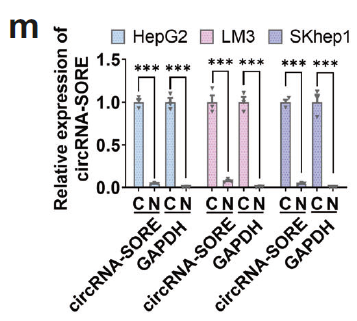 m
HepG2 LM3 SKhep1
Relative expression of
circRNA-SORE
1.5
1.0
0.5
0.0
*** *** *** *** *** ***
C N C N C N C N C N C N
circRNA-SORE GAPDH circRNA-SORE GAPDH circRNA-SORE GAPDH